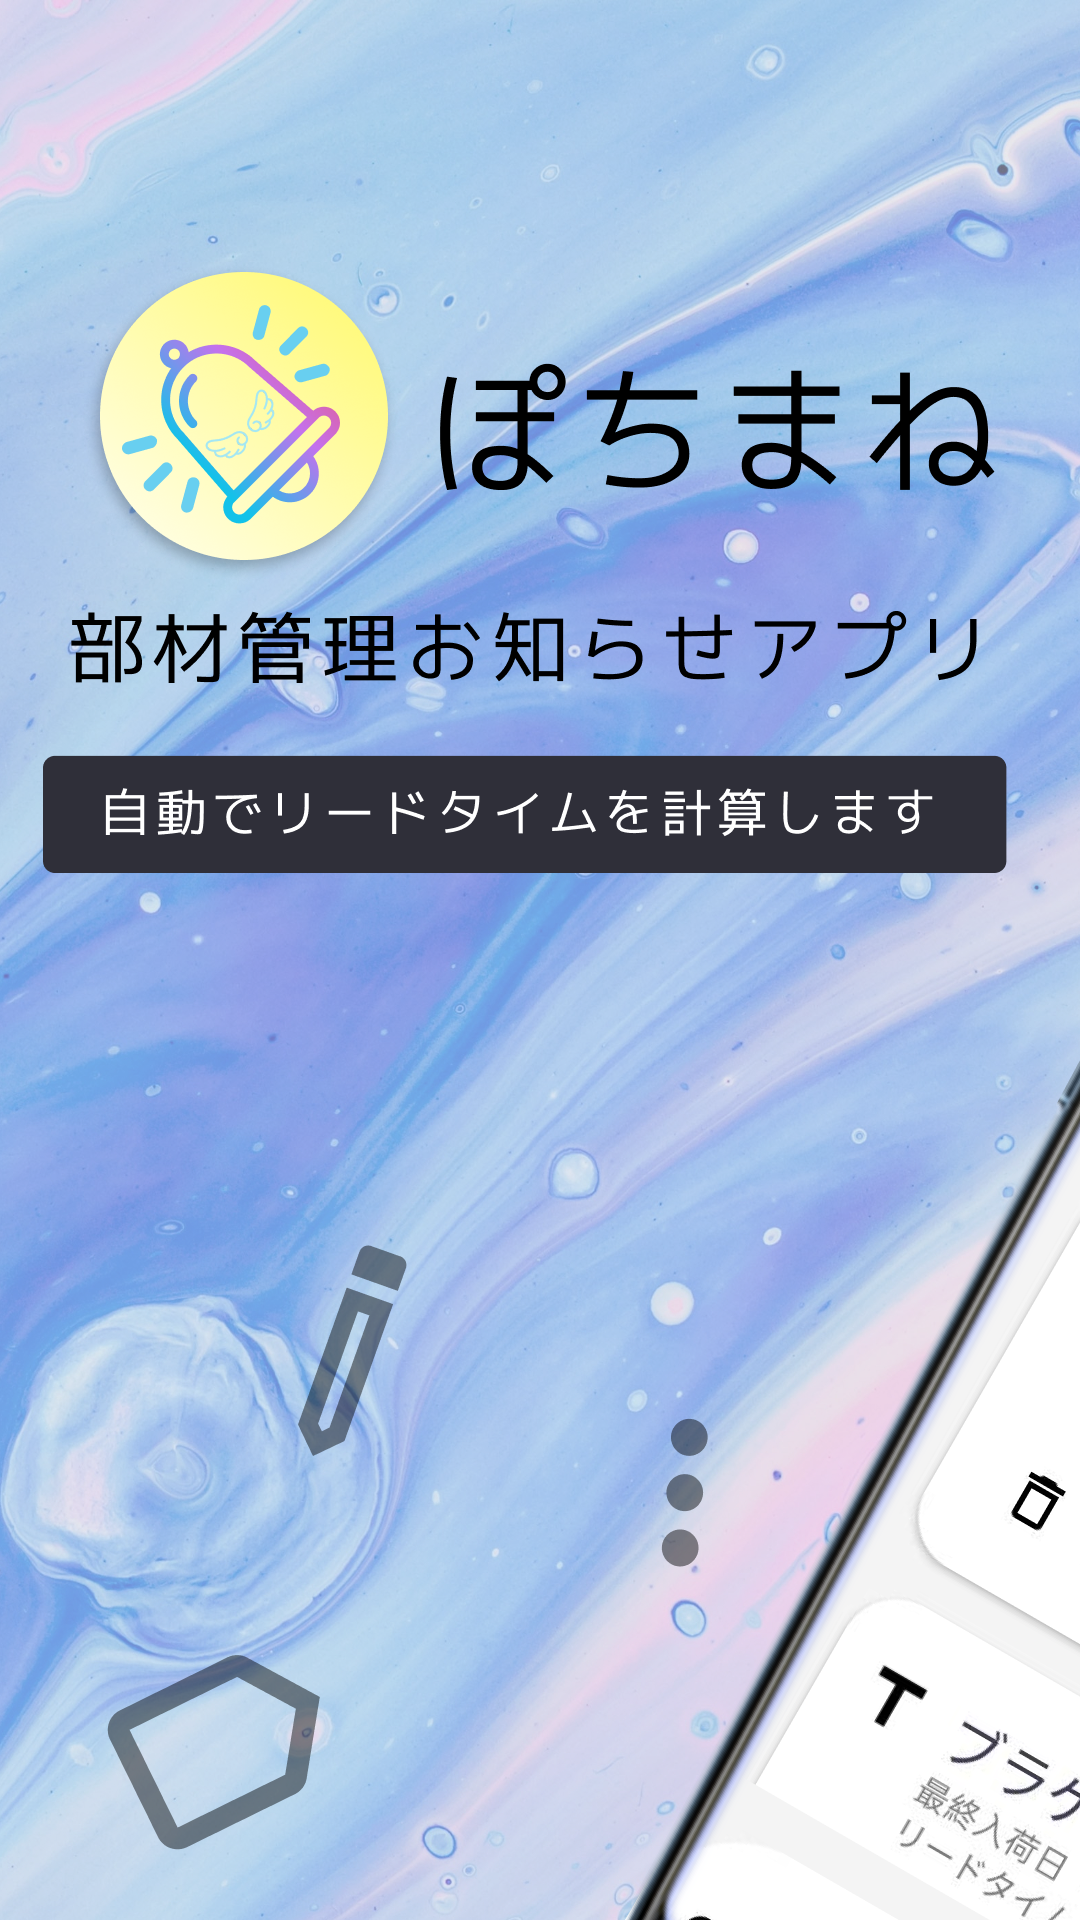 ぽちまね
部材管理お知らせアプリ
自動でリードタイムを計算します
ブラケ
最終入荷日
リードタイム